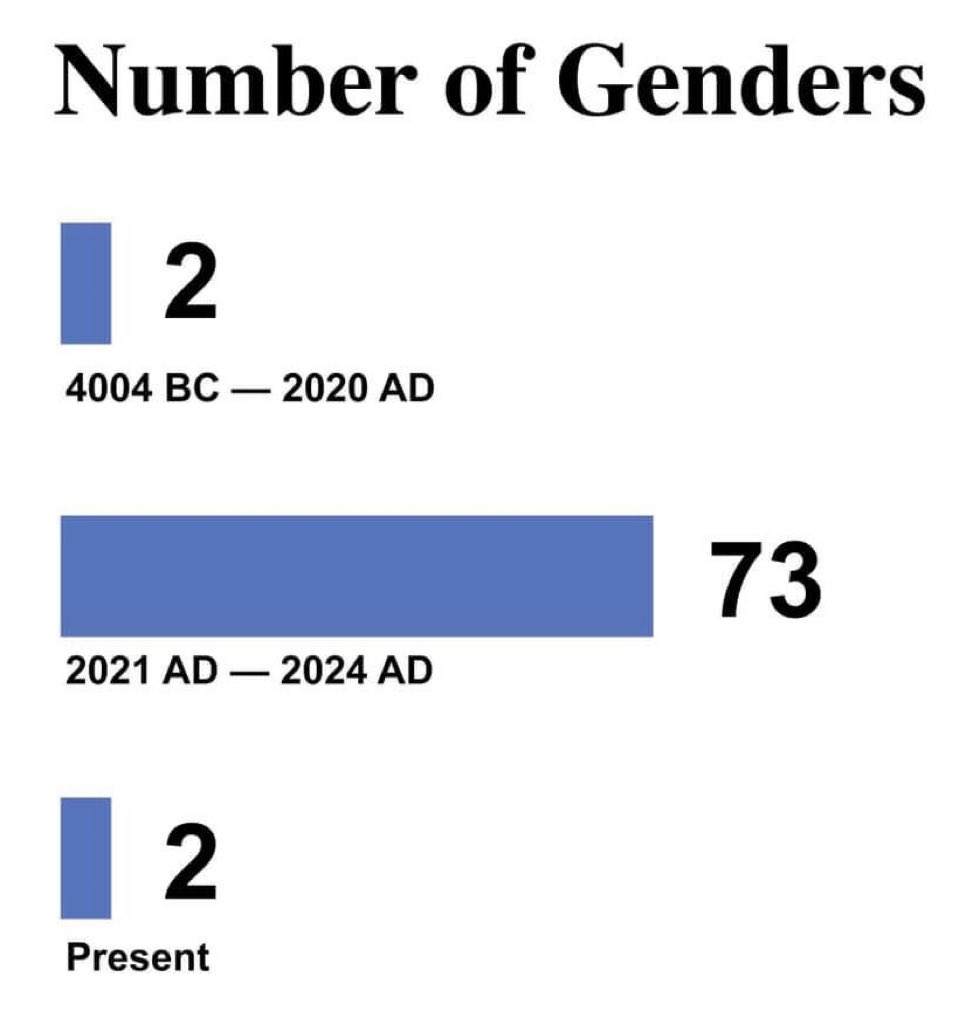 Number of Genders
2
4004 BC — 2020 AD
73
2021 AD — 2024 AD
2
Present